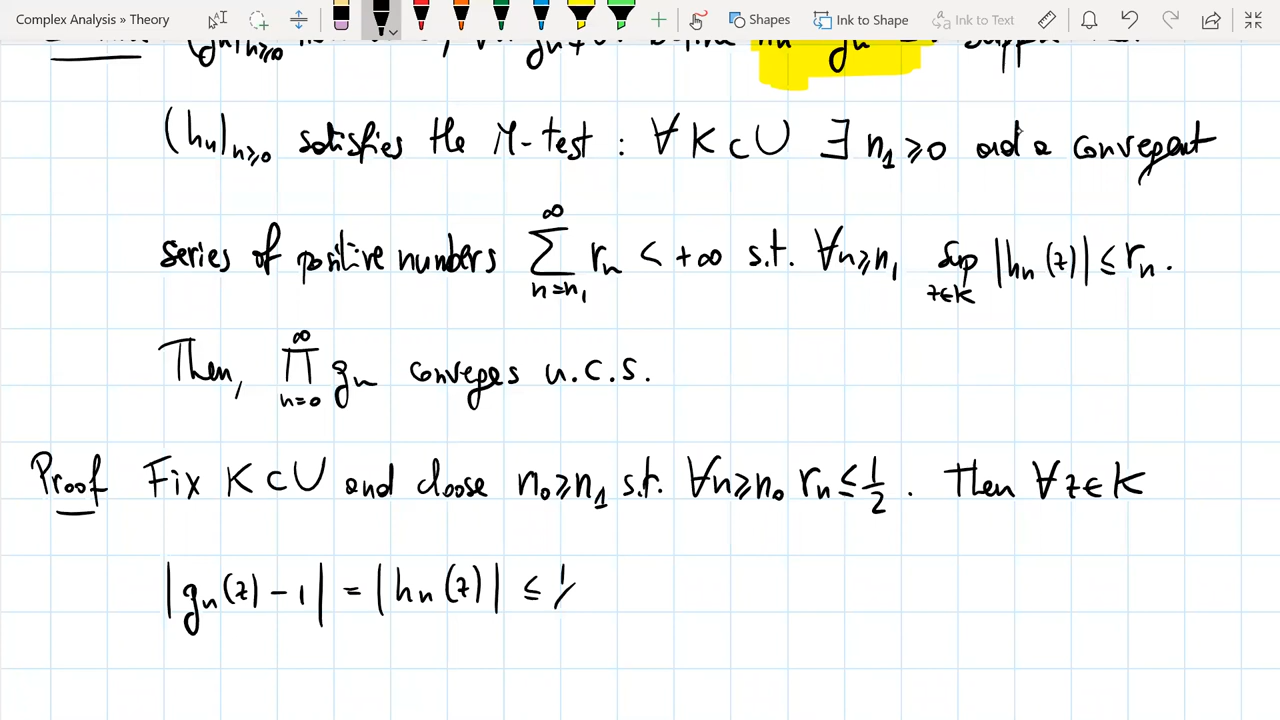 Complex Analysis » Theory
Shapes
Ink to Shape
Ink to Text
(hₙ)ₙ≥₀ satisfies the M-test : ∀ K ⊂ U ∃ n₁ ≥ 0 and a convegent
series of positive numbers ∑_{n=n₁}^{∞} rₙ < +∞ s.t. ∀n≥n₁ sup_{z∈K} |hₙ(z)| ≤ rₙ.
Then, ∏_{n=0}^{∞} gₙ conveges u.c.s.
Proof Fix K ⊂ U and choose n₀ ≥ n₁ s.t. ∀n≥n₀ rₙ ≤ 1/2 . Then ∀ z ∈ K
|gₙ(z) - 1| = |hₙ(z)| ≤ 1/